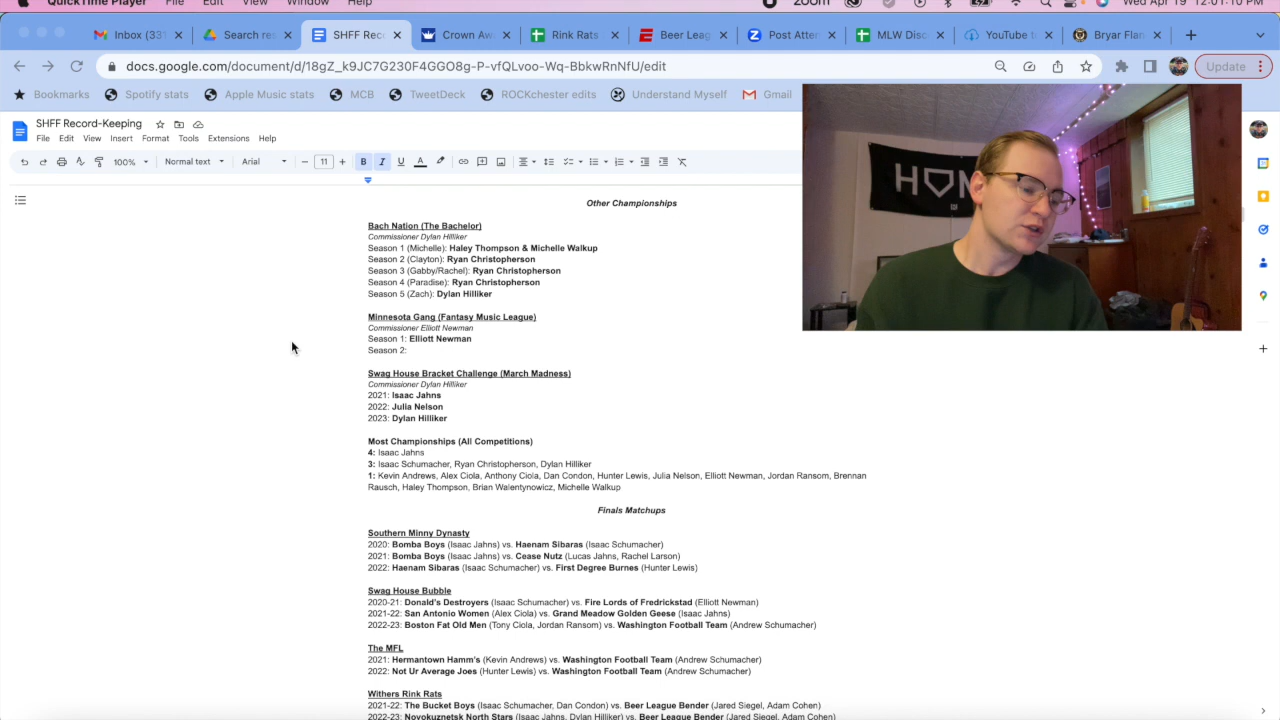 QuickTime Player File Edit View Window Help ZOOM Wed Apr 19 12:01:10 PM
Inbox (331 Search res SHFF Reco Crown Aw Rink Rats Beer Leag Post Atten MLW Disc YouTube t Bryar Flan
docs.google.com/document/d/18gZ_k9JC7G230F4GGO8g-P-vfQLvoo-Wq-BbkwRnNfU/edit Update
Bookmarks Spotify stats Apple Music stats MCB TweetDeck ROCKchester edits Understand Myself Gmail
SHFF Record-Keeping
File Edit View Insert Format Tools Extensions Help
100% Normal text Arial 11 B I U A
HOM
Other Championships
Bach Nation (The Bachelor)
Commissioner Dylan Hilliker
Season 1 (Michelle): Haley Thompson & Michelle Walkup
Season 2 (Clayton): Ryan Christopherson
Season 3 (Gabby/Rachel): Ryan Christopherson
Season 4 (Paradise): Ryan Christopherson
Season 5 (Zach): Dylan Hilliker
Minnesota Gang (Fantasy Music League)
Commissioner Elliott Newman
Season 1: Elliott Newman
Season 2:
Swag House Bracket Challenge (March Madness)
Commissioner Dylan Hilliker
2021: Isaac Jahns
2022: Julia Nelson
2023: Dylan Hilliker
Most Championships (All Competitions)
4: Isaac Jahns
3: Isaac Schumacher, Ryan Christopherson, Dylan Hilliker
1: Kevin Andrews, Alex Ciola, Anthony Ciola, Dan Condon, Hunter Lewis, Julia Nelson, Elliott Newman, Jordan Ransom, Brennan
Rausch, Haley Thompson, Brian Walentynowicz, Michelle Walkup
Finals Matchups
Southern Minny Dynasty
2020: Bomba Boys (Isaac Jahns) vs. Haenam Sibaras (Isaac Schumacher)
2021: Bomba Boys (Isaac Jahns) vs. Cease Nutz (Lucas Jahns, Rachel Larson)
2022: Haenam Sibaras (Isaac Schumacher) vs. First Degree Burnes (Hunter Lewis)
Swag House Bubble
2020-21: Donald's Destroyers (Isaac Schumacher) vs. Fire Lords of Fredrickstad (Elliott Newman)
2021-22: San Antonio Women (Alex Ciola) vs. Grand Meadow Golden Geese (Isaac Jahns)
2022-23: Boston Fat Old Men (Tony Ciola, Jordan Ransom) vs. Washington Football Team (Andrew Schumacher)
The MFL
2021: Hermantown Hamm's (Kevin Andrews) vs. Washington Football Team (Andrew Schumacher)
2022: Not Ur Average Joes (Hunter Lewis) vs. Washington Football Team (Andrew Schumacher)
Withers Rink Rats
2021-22: The Bucket Boys (Isaac Schumacher, Dan Condon) vs. Beer League Bender (Jared Siegel, Adam Cohen)
2022-23: Novokuznetsk North Stars (Isaac Jahns, Dylan Hilliker) vs. Beer League Bender (Jared Siegel, Adam Cohen)